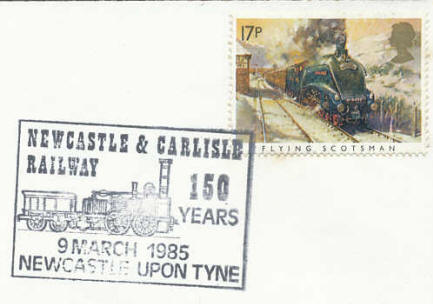 17P
FLYING SCOTSMAN
NEWCASTLE & CARLISLE
RAILWAY
150
YEARS
9 MARCH 1985
NEWCASTLE UPON TYNE